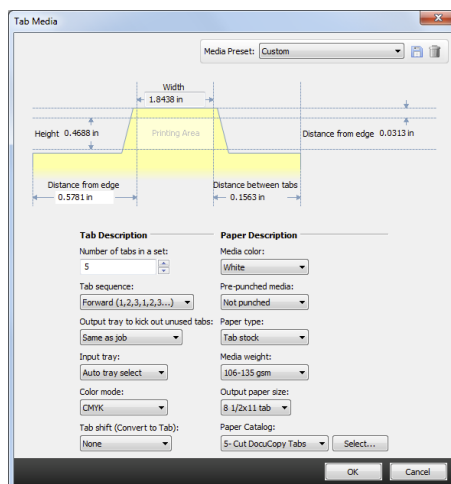 Tab Media
Media Preset: Custom
Width
1.8438 in
Height 0.4688 in
Printing Area
Distance from edge 0.0313 in
Distance from edge
0.5781 in
Distance between tabs
0.1563 in
Tab Description
Number of tabs in a set:
5
Tab sequence:
Forward (1,2,3,1,2,3...)
Output tray to kick out unused tabs:
Same as job
Input tray:
Auto tray select
Color mode:
CMYK
Tab shift (Convert to Tab):
None
Paper Description
Media color:
White
Pre-punched media:
Not punched
Paper type:
Tab stock
Media weight:
106-135 gsm
Output paper size:
8 1/2x11 tab
Paper Catalog:
5- Cut DocuCopy Tabs
Select...
OK
Cancel